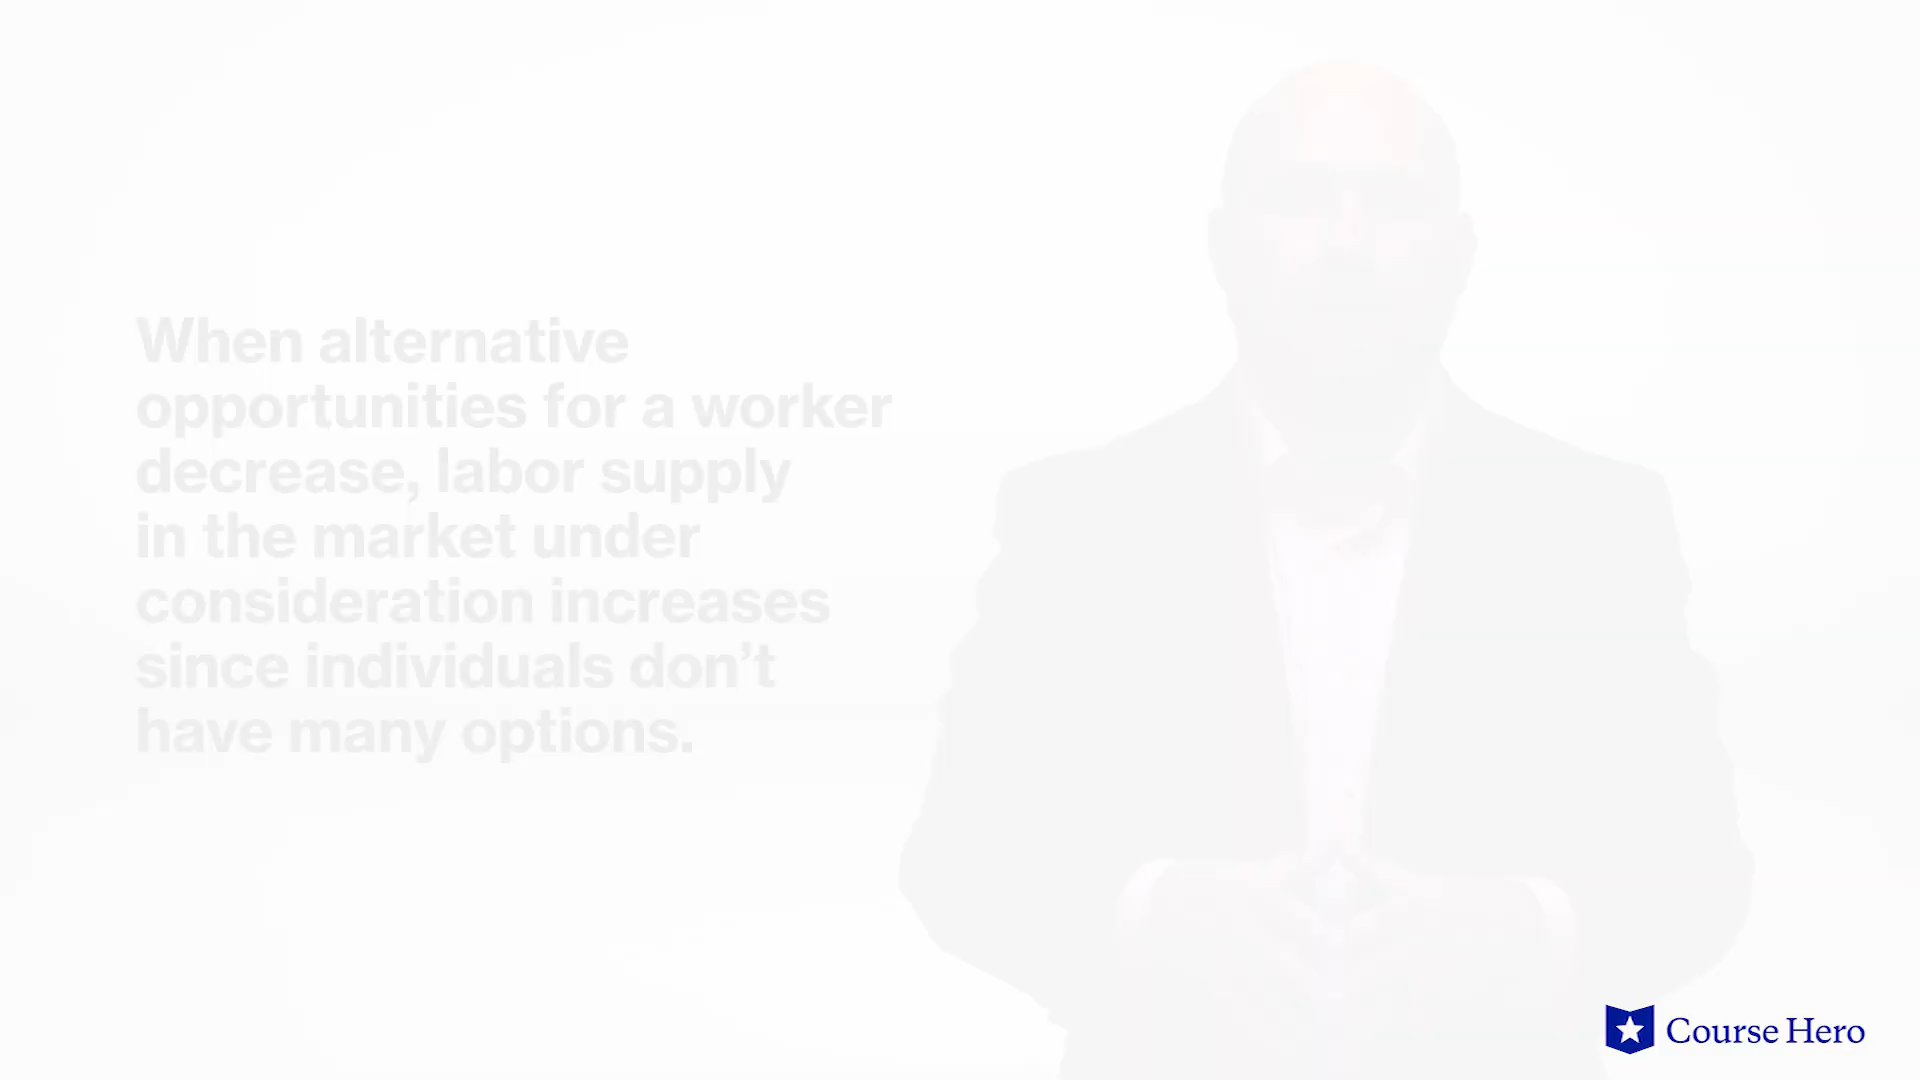 When alternative
opportunities for a worker
decrease, labor supply
in the market under
consideration increases
since individuals don’t
have many options.
Course Hero